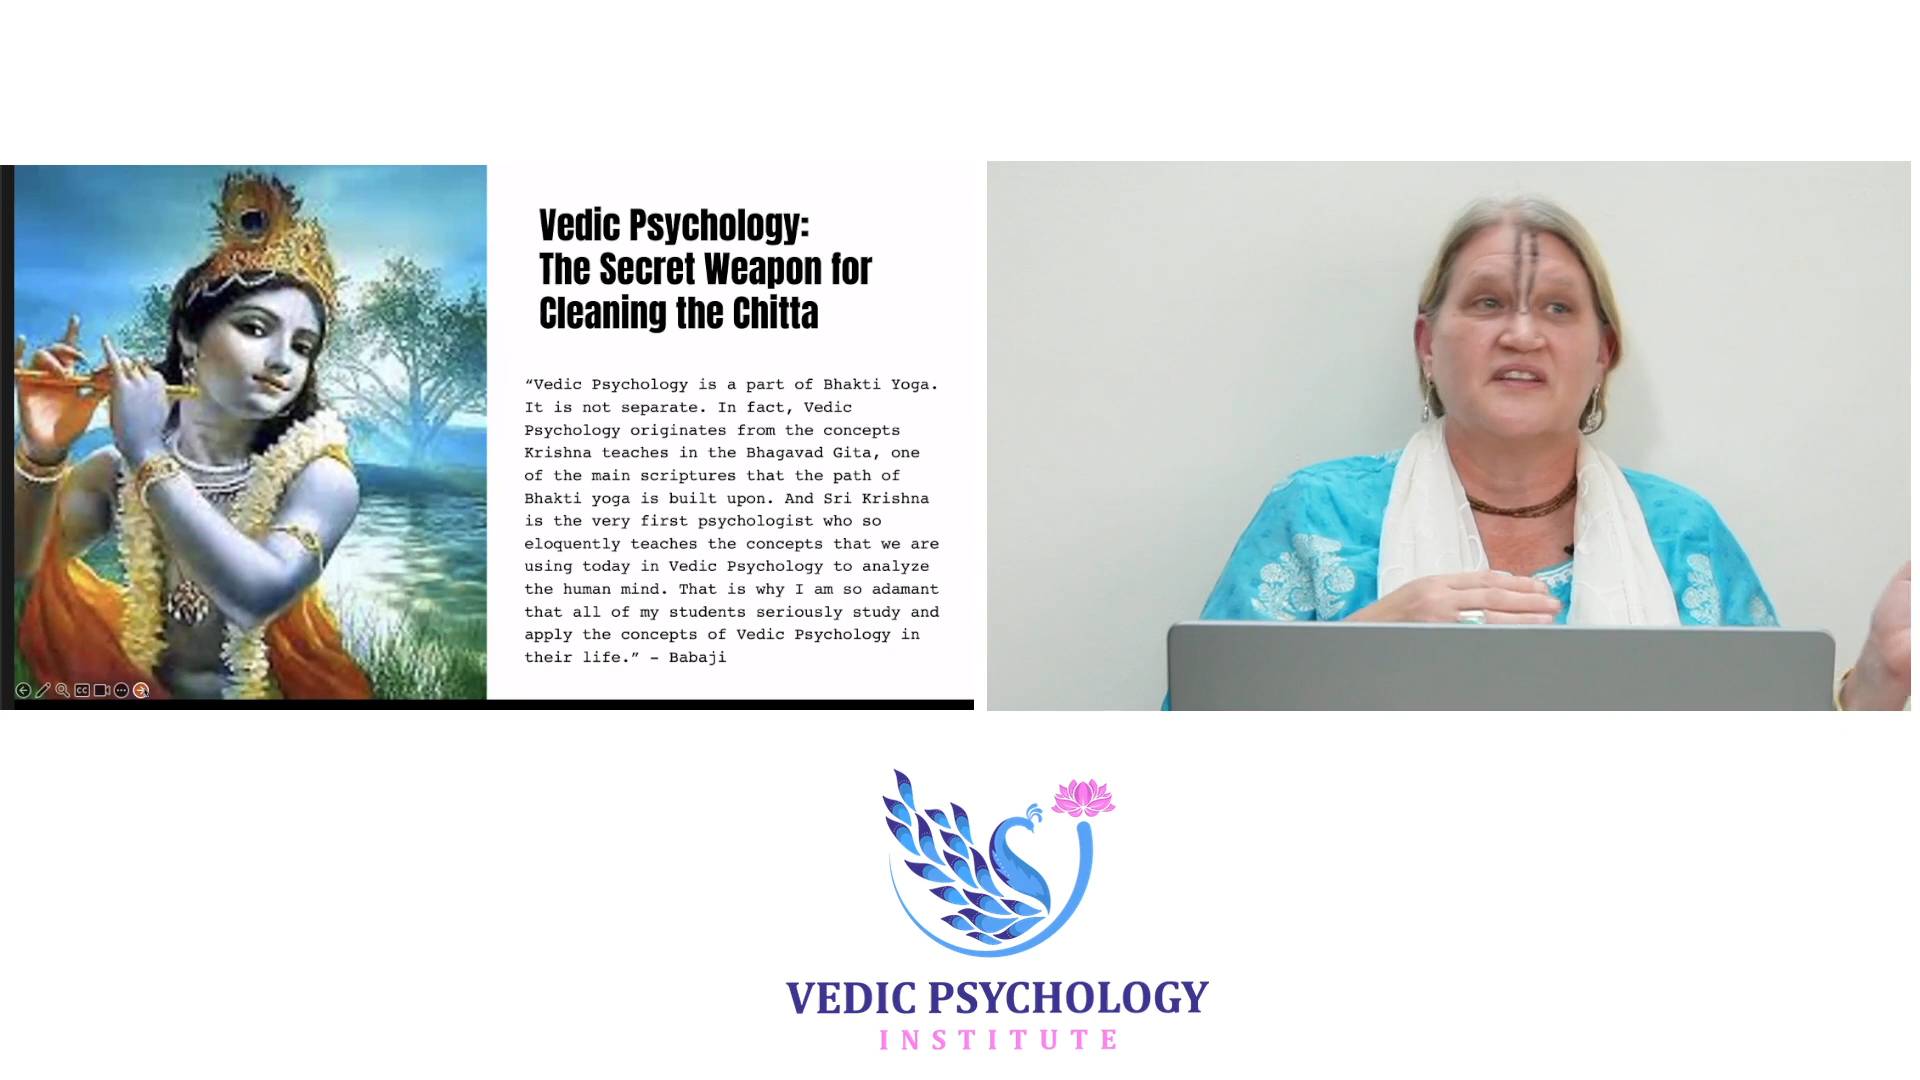 Vedic Psychology:
The Secret Weapon for
Cleaning the Chitta
“Vedic Psychology is a part of Bhakti Yoga.
It is not separate. In fact, Vedic
Psychology originates from the concepts
Krishna teaches in the Bhagavad Gita, one
of the main scriptures that the path of
Bhakti yoga is built upon. And Sri Krishna
is the very first psychologist who so
eloquently teaches the concepts that we are
using today in Vedic Psychology to analyze
the human mind. That is why I am so adamant
that all of my students seriously study and
apply the concepts of Vedic Psychology in
their life.” – Babaji
CC
VEDIC PSYCHOLOGY
INSTITUTE